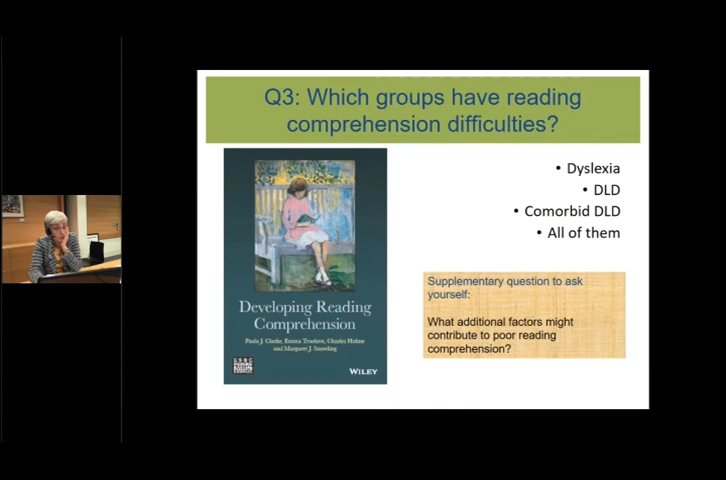 Q3: Which groups have reading
comprehension difficulties?
• Dyslexia
• DLD
• Comorbid DLD
• All of them
Developing Reading
Comprehension
Paula J. Clarke, Emma Truelove, Charles Hulme
and Margaret J. Snowling
WILEY
Supplementary question to ask
yourself:
What additional factors might
contribute to poor reading
comprehension?